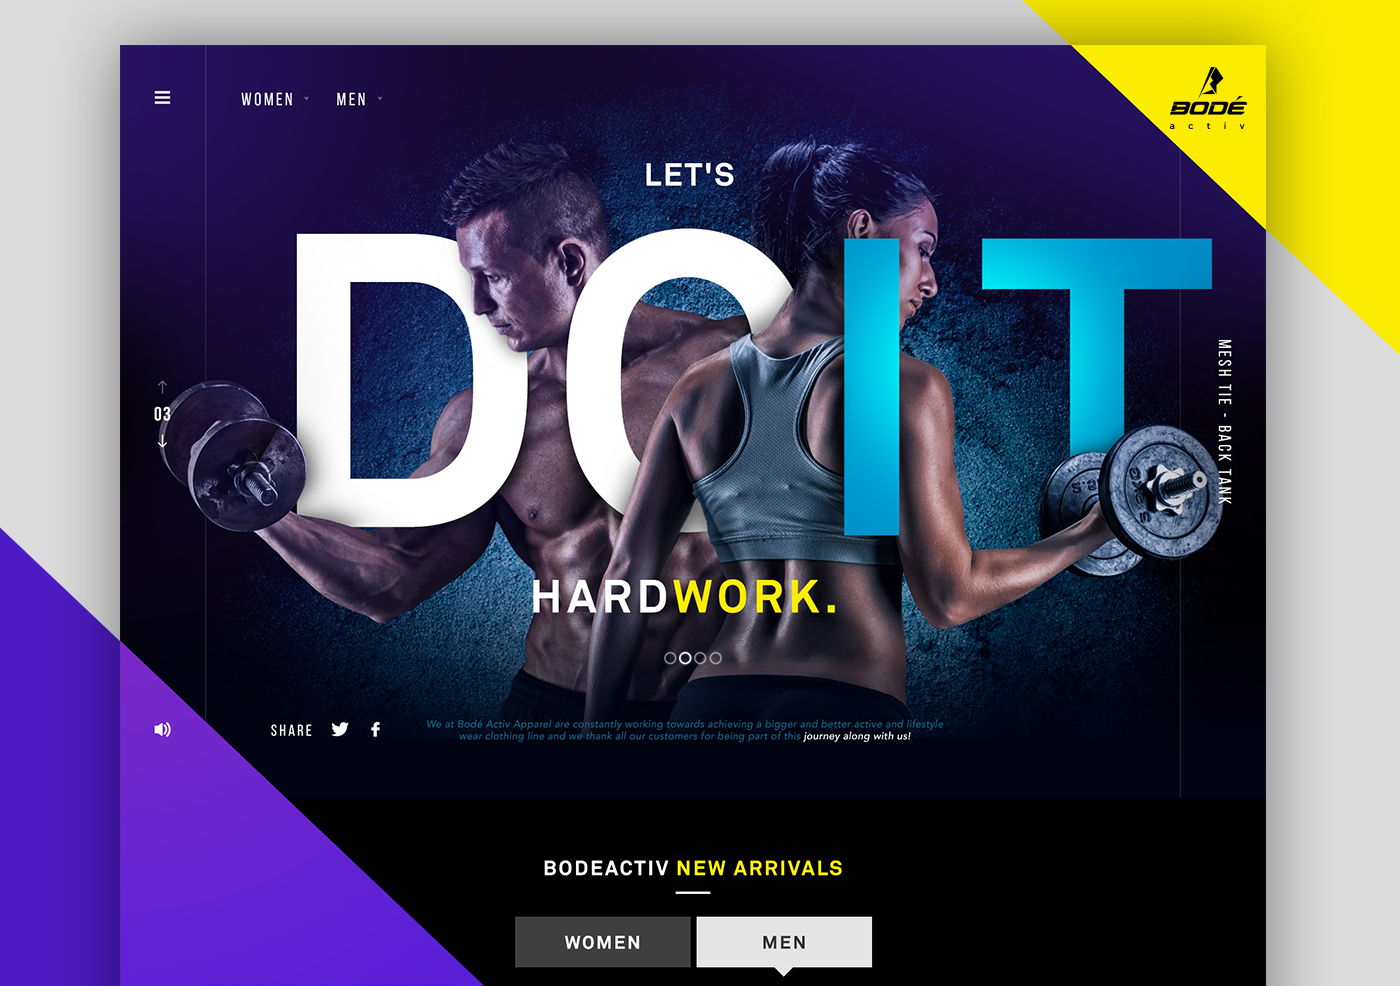 WOMEN
MEN
BODÉ
activ
LET'S
DO IT
03
MESH TIE - BACK TANK
HARDWORK.
SHARE
We at Bodé Activ Apparel are constantly working towards achieving a bigger and better active and lifestyle
wear clothing line and we thank all our customers for being part of this journey along with us!
BODEACTIV NEW ARRIVALS
WOMEN
MEN